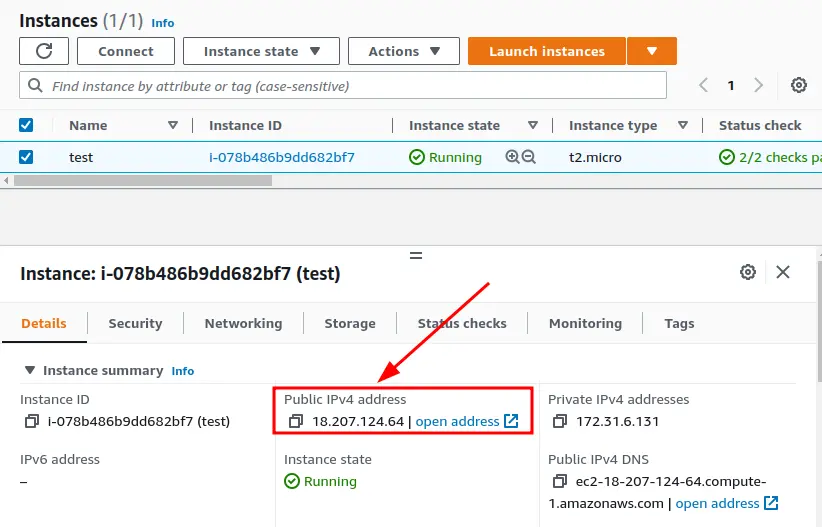 Instances (1/1) Info
Connect Instance state Actions Launch instances
Find instance by attribute or tag (case-sensitive) 1
Name Instance ID Instance state Instance type Status check
test i-078b486b9dd682bf7 Running t2.micro 2/2 checks pa
Instance: i-078b486b9dd682bf7 (test)
Details Security Networking Storage Status checks Monitoring Tags
Instance summary Info
Instance ID Public IPv4 address Private IPv4 addresses
i-078b486b9dd682bf7 (test) 18.207.124.64 | open address 172.31.6.131
IPv6 address Instance state Public IPv4 DNS
– Running ec2-18-207-124-64.compute-
1.amazonaws.com | open address